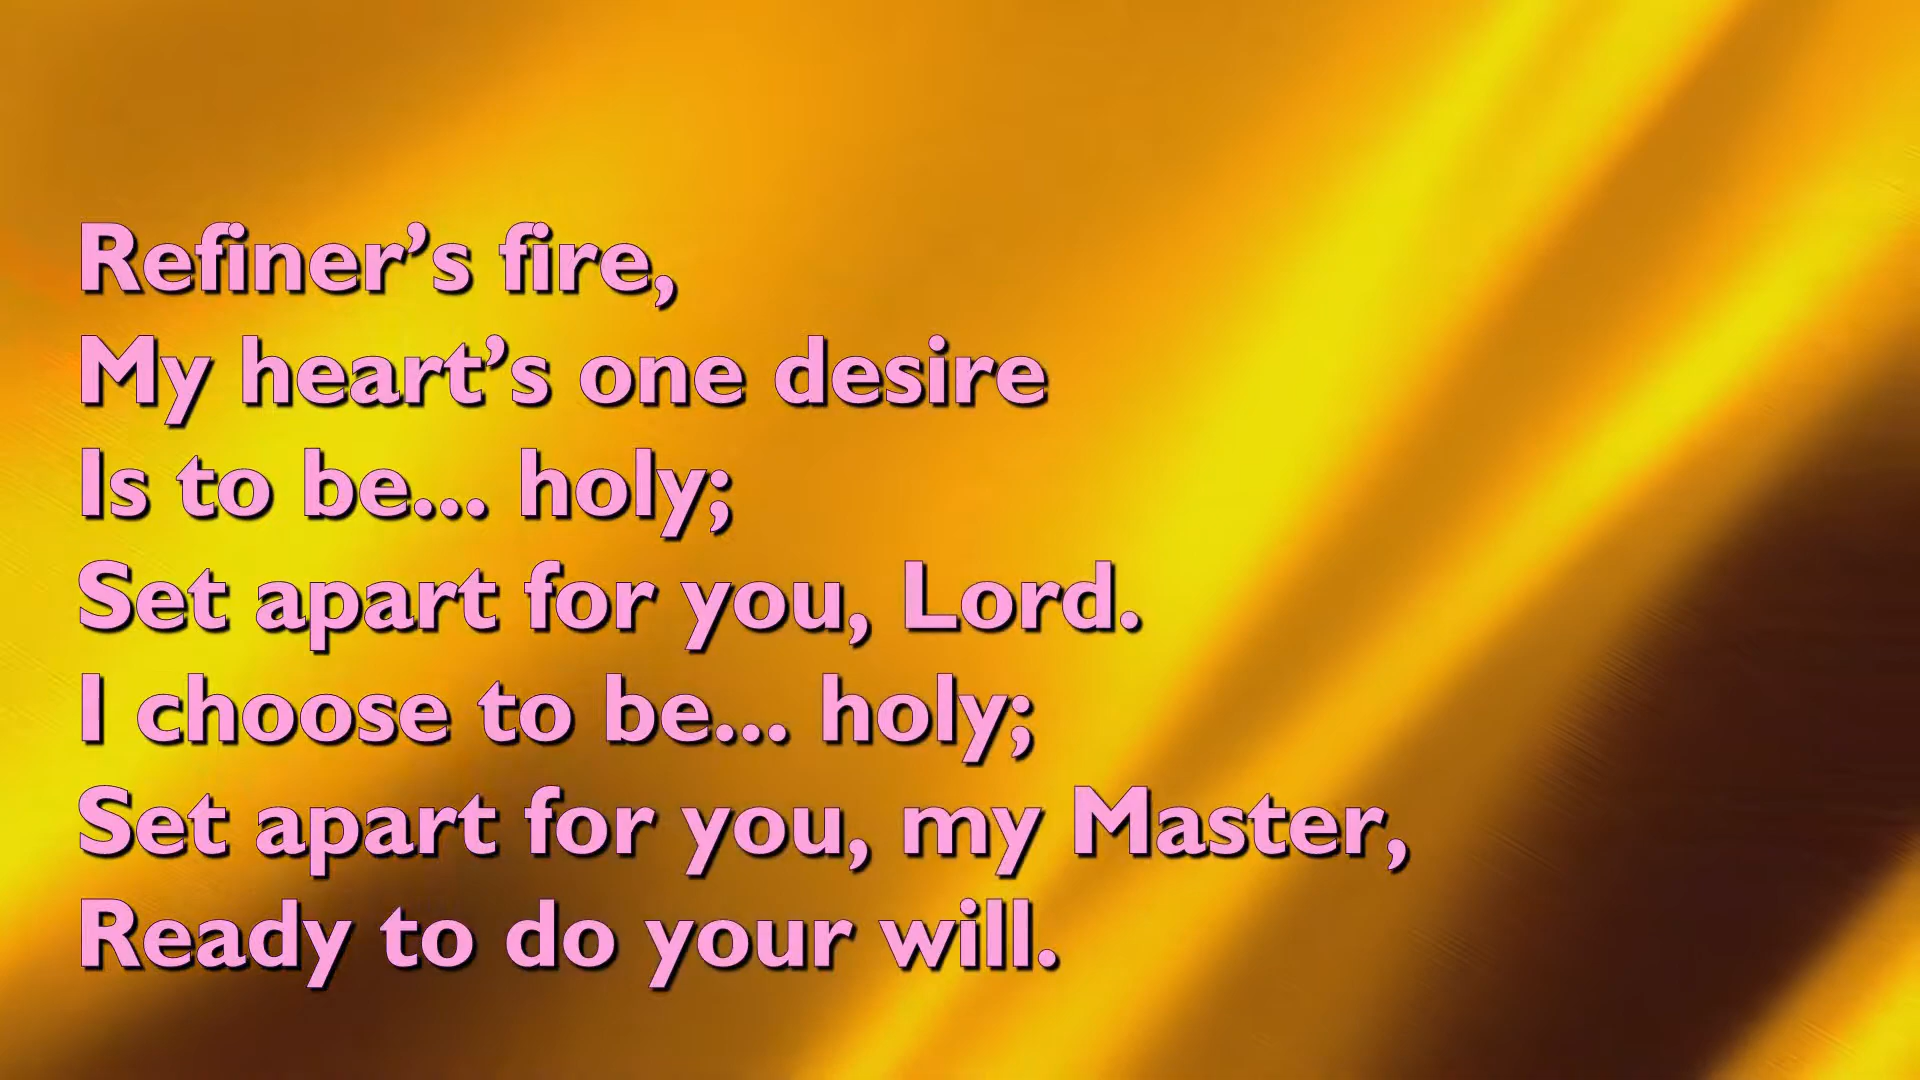 Refiner’s fire,
My heart’s one desire
Is to be... holy;
Set apart for you, Lord.
I choose to be... holy;
Set apart for you, my Master,
Ready to do your will.